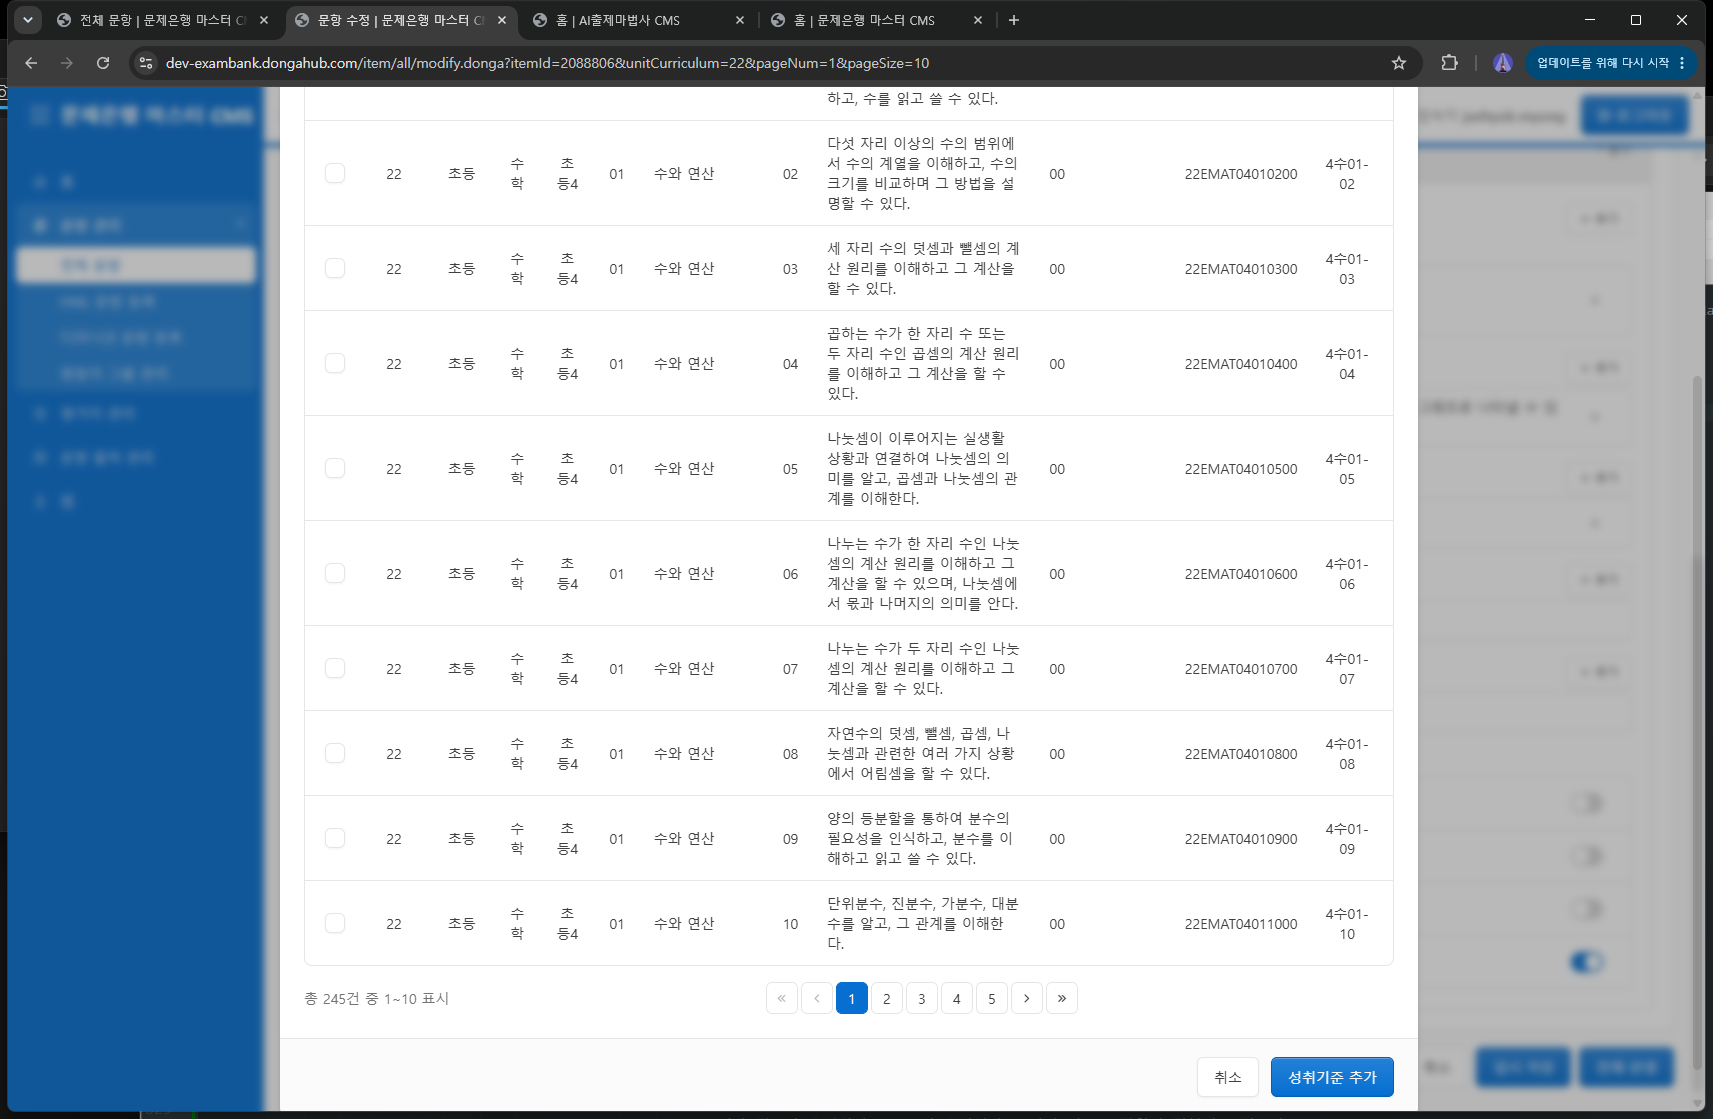 전체 문항 | 문제은행 마스터 C
문항 수정 | 문제은행 마스터 C
홈 | AI출제마법사 CMS
홈 | 문제은행 마스터 CMS
dev-exambank.dongahub.com/item/all/modify.donga?itemId=2088806&unitCurriculum=22&pageNum=1&pageSize=10
업데이트를 위해 다시 시작
문제은행 마스터 CMS
하고, 수를 읽고 쓸 수 있다.
22 초등 수학 초등4 01 수와 연산 02 다섯 자리 이상의 수의 범위에서 수의 계열을 이해하고, 수의 크기를 비교하며 그 방법을 설명할 수 있다. 00 22EMAT04010200 4수01-02
22 초등 수학 초등4 01 수와 연산 03 세 자리 수의 덧셈과 뺄셈의 계산 원리를 이해하고 그 계산을 할 수 있다. 00 22EMAT04010300 4수01-03
22 초등 수학 초등4 01 수와 연산 04 곱하는 수가 한 자리 수 또는 두 자리 수인 곱셈의 계산 원리를 이해하고 그 계산을 할 수 있다. 00 22EMAT04010400 4수01-04
22 초등 수학 초등4 01 수와 연산 05 나눗셈이 이루어지는 실생활 상황과 연결하여 나눗셈의 의미를 알고, 곱셈과 나눗셈의 관계를 이해한다. 00 22EMAT04010500 4수01-05
22 초등 수학 초등4 01 수와 연산 06 나누는 수가 한 자리 수인 나눗셈의 계산 원리를 이해하고 그 계산을 할 수 있으며, 나눗셈에서 몫과 나머지의 의미를 안다. 00 22EMAT04010600 4수01-06
22 초등 수학 초등4 01 수와 연산 07 나누는 수가 두 자리 수인 나눗셈의 계산 원리를 이해하고 그 계산을 할 수 있다. 00 22EMAT04010700 4수01-07
22 초등 수학 초등4 01 수와 연산 08 자연수의 덧셈, 뺄셈, 곱셈, 나눗셈과 관련한 여러 가지 상황에서 어림셈을 할 수 있다. 00 22EMAT04010800 4수01-08
22 초등 수학 초등4 01 수와 연산 09 양의 등분할을 통하여 분수의 필요성을 인식하고, 분수를 이해하고 읽고 쓸 수 있다. 00 22EMAT04010900 4수01-09
22 초등 수학 초등4 01 수와 연산 10 단위분수, 진분수, 가분수, 대분수를 알고, 그 관계를 이해한다. 00 22EMAT04011000 4수01-10
총 245건 중 1~10 표시
« ‹ 1 2 3 4 5 › »
취소
성취기준 추가